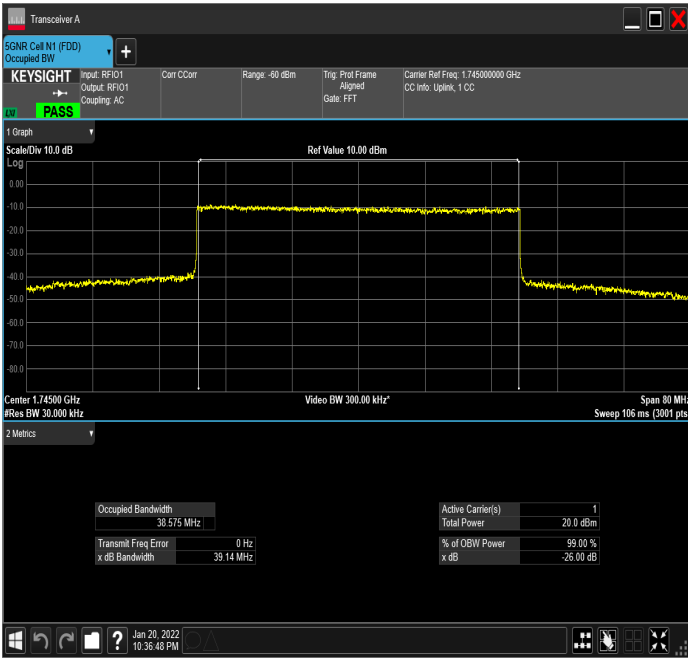 Transceiver A
5GNR Cell N1 (FDD)
Occupied BW
+
KEYSIGHT
Input: RFIO1
Output: RFIO1
Coupling: AC
Corr CCorr
Range: -60 dBm
Trig: Prot Frame
Aligned
Gate: FFT
Carrier Ref Freq: 1.745000000 GHz
CC Info: Uplink, 1 CC
PASS
1 Graph
Scale/Div 10.0 dB
Ref Value 10.00 dBm
Log
0.00
-10.0
-20.0
-30.0
-40.0
-50.0
-60.0
-70.0
-80.0
Center 1.74500 GHz
Video BW 300.00 kHz*
Span 80 MHz
#Res BW 30.000 kHz
Sweep 106 ms (3001 pts
2 Metrics
Occupied Bandwidth
38.575 MHz
Transmit Freq Error 0 Hz
x dB Bandwidth 39.14 MHz
Active Carrier(s) 1
Total Power 20.0 dBm
% of OBW Power 99.00 %
x dB -26.00 dB
?
Jan 20, 2022
10:36:48 PM